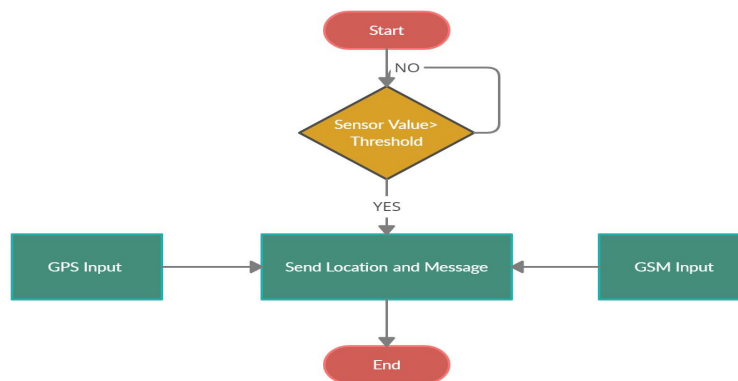 Start
NO
Sensor Value>
Threshold
YES
GPS Input
Send Location and Message
GSM Input
End